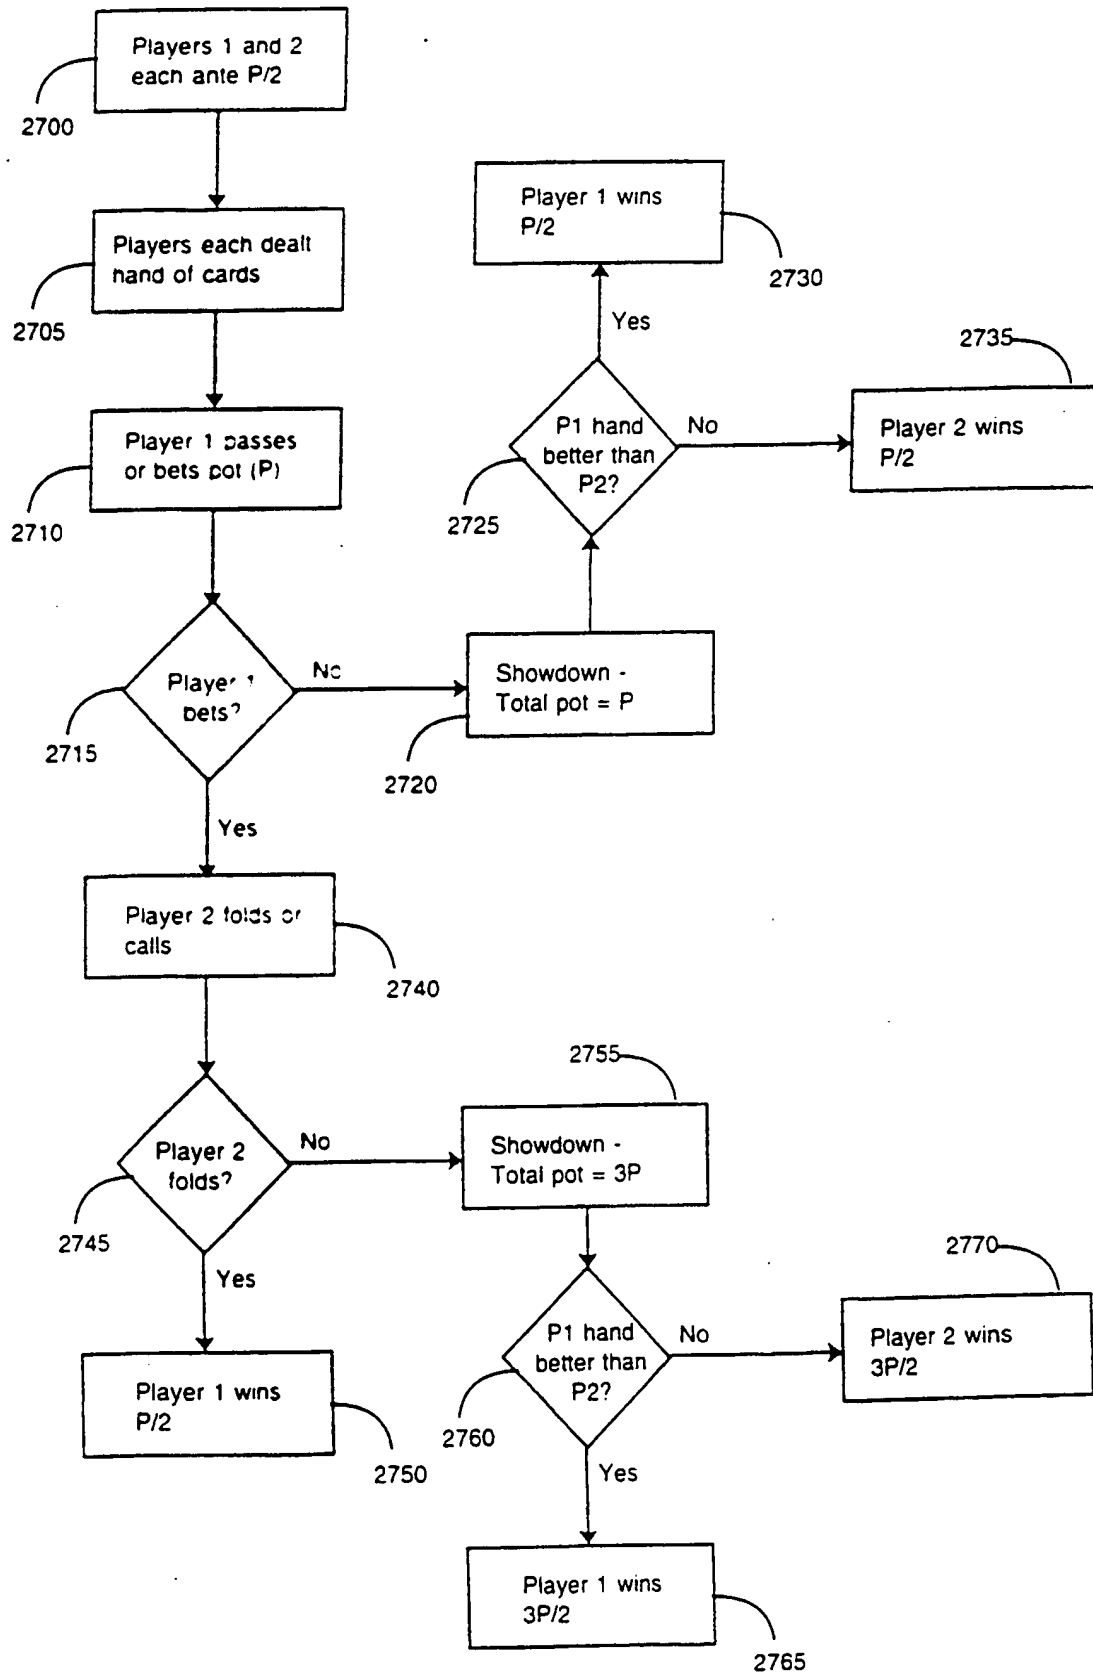 Players 1 and 2
each ante P/2
2700
Players each dealt
hand of cards
2705
Player 1 passes
or bets pot (P)
2710
Player 1
bets?
2715
No
Yes
Showdown -
Total pot = P
2720
P1 hand
better than
P2?
2725
Yes
No
Player 1 wins
P/2
2730
2735
Player 2 wins
P/2
Player 2 folds or
calls
2740
Player 2
folds?
2745
No
Yes
Player 1 wins
P/2
2750
2755
Showdown -
Total pot = 3P
P1 hand
better than
P2?
2760
No
Yes
2770
Player 2 wins
3P/2
Player 1 wins
3P/2
2765